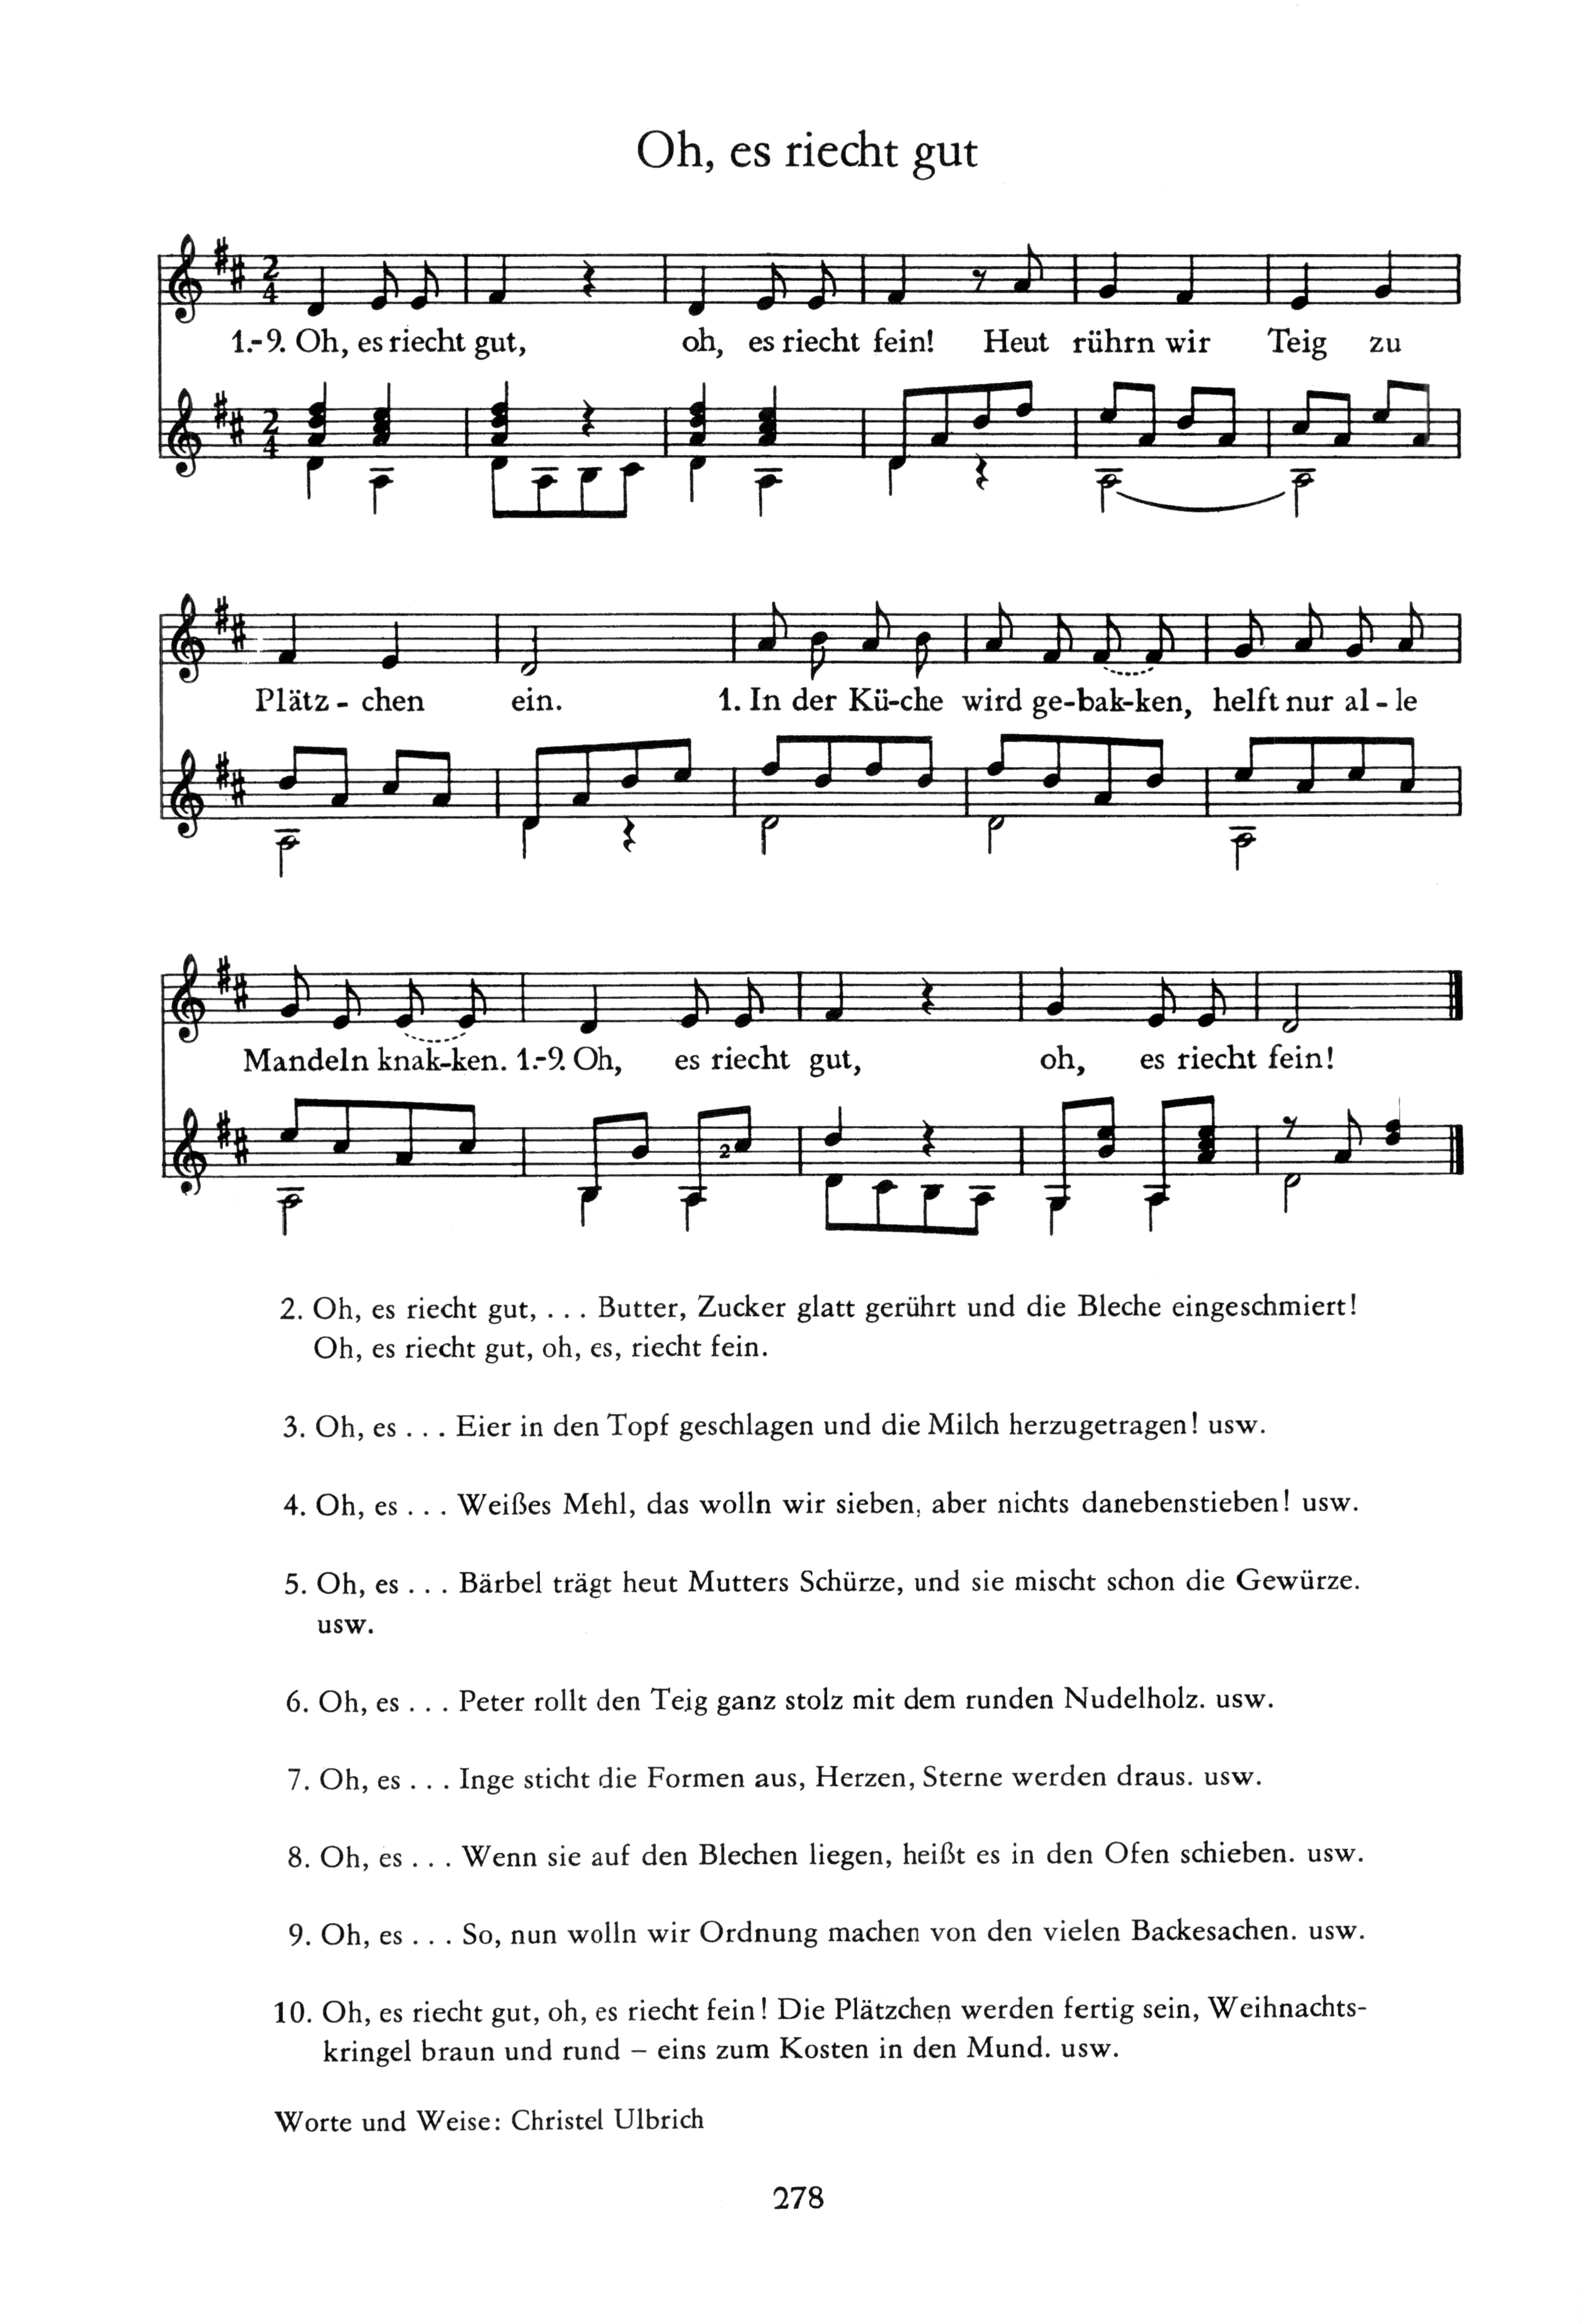 Oh, es riecht gut
1.-9. Oh, es riecht gut, oh, es riecht fein! Heut rührn wir Teig zu
Plätz - chen ein. 1. In der Kü-che wird ge-bak-ken, helft nur al - le
Mandeln knak-ken. 1.-9. Oh, es riecht gut, oh, es riecht fein!
2
2. Oh, es riecht gut, . . . Butter, Zucker glatt gerührt und die Bleche eingeschmiert!
Oh, es riecht gut, oh, es, riecht fein.
3. Oh, es . . . Eier in den Topf geschlagen und die Milch herzugetragen! usw.
4. Oh, es . . . Weißes Mehl, das wolln wir sieben, aber nichts danebenstieben! usw.
5. Oh, es . . . Bärbel trägt heut Mutters Schürze, und sie mischt schon die Gewürze.
usw.
6. Oh, es . . . Peter rollt den Teig ganz stolz mit dem runden Nudelholz. usw.
7. Oh, es . . . Inge sticht die Formen aus, Herzen, Sterne werden draus. usw.
8. Oh, es . . . Wenn sie auf den Blechen liegen, heißt es in den Ofen schieben. usw.
9. Oh, es . . . So, nun wolln wir Ordnung machen von den vielen Backesachen. usw.
10. Oh, es riecht gut, oh, es riecht fein! Die Plätzchen werden fertig sein, Weihnachts-
kringel braun und rund – eins zum Kosten in den Mund. usw.
Worte und Weise: Christel Ulbrich
278